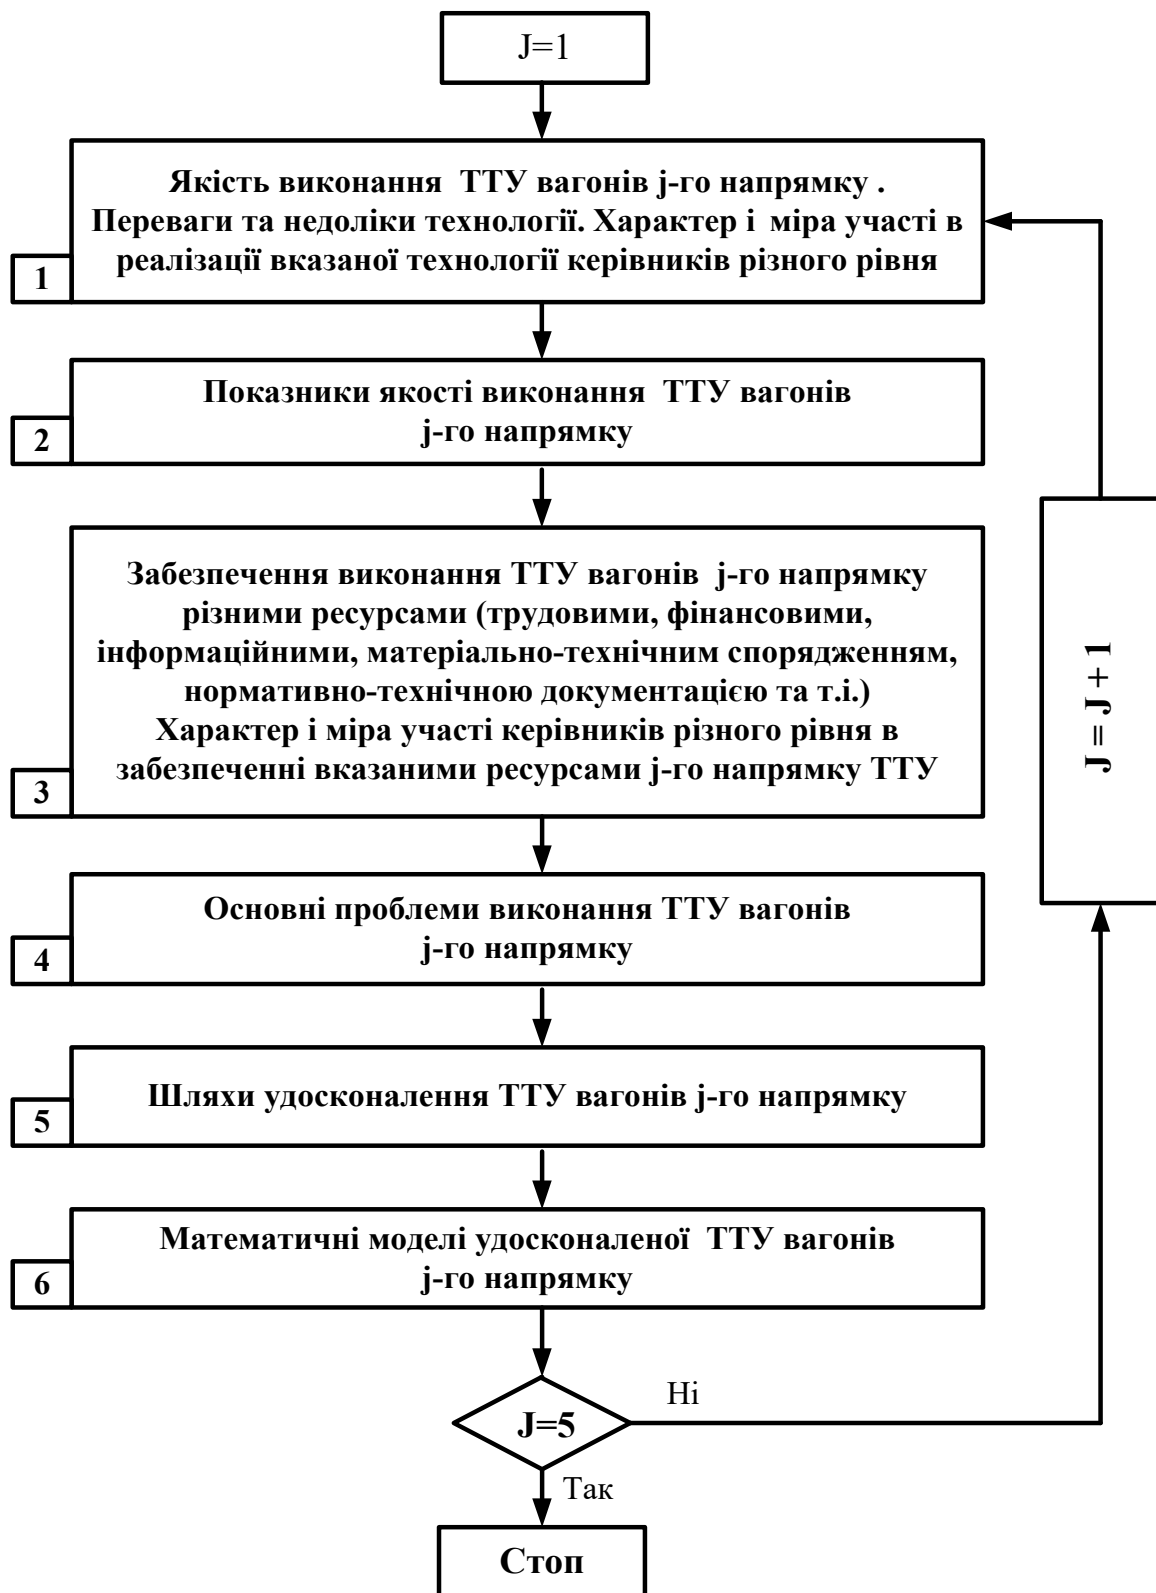 J=1
Якість виконання ТТУ вагонів j-го напрямку .
Переваги та недоліки технології. Характер і міра участі в
реалізації вказаної технології керівників різного рівня
1
Показники якості виконання ТТУ вагонів
j-го напрямку
2
Забезпечення виконання ТТУ вагонів j-го напрямку
різними ресурсами (трудовими, фінансовими,
інформаційними, матеріально-технічним спорядженням,
нормативно-технічною документацією та т.і.)
Характер і міра участі керівників різного рівня в
забезпеченні вказаними ресурсами j-го напрямку ТТУ
3
J = J + 1
Основні проблеми виконання ТТУ вагонів
j-го напрямку
4
Шляхи удосконалення ТТУ вагонів j-го напрямку
5
Математичні моделі удосконаленої ТТУ вагонів
j-го напрямку
6
J=5
Ні
Так
Стоп